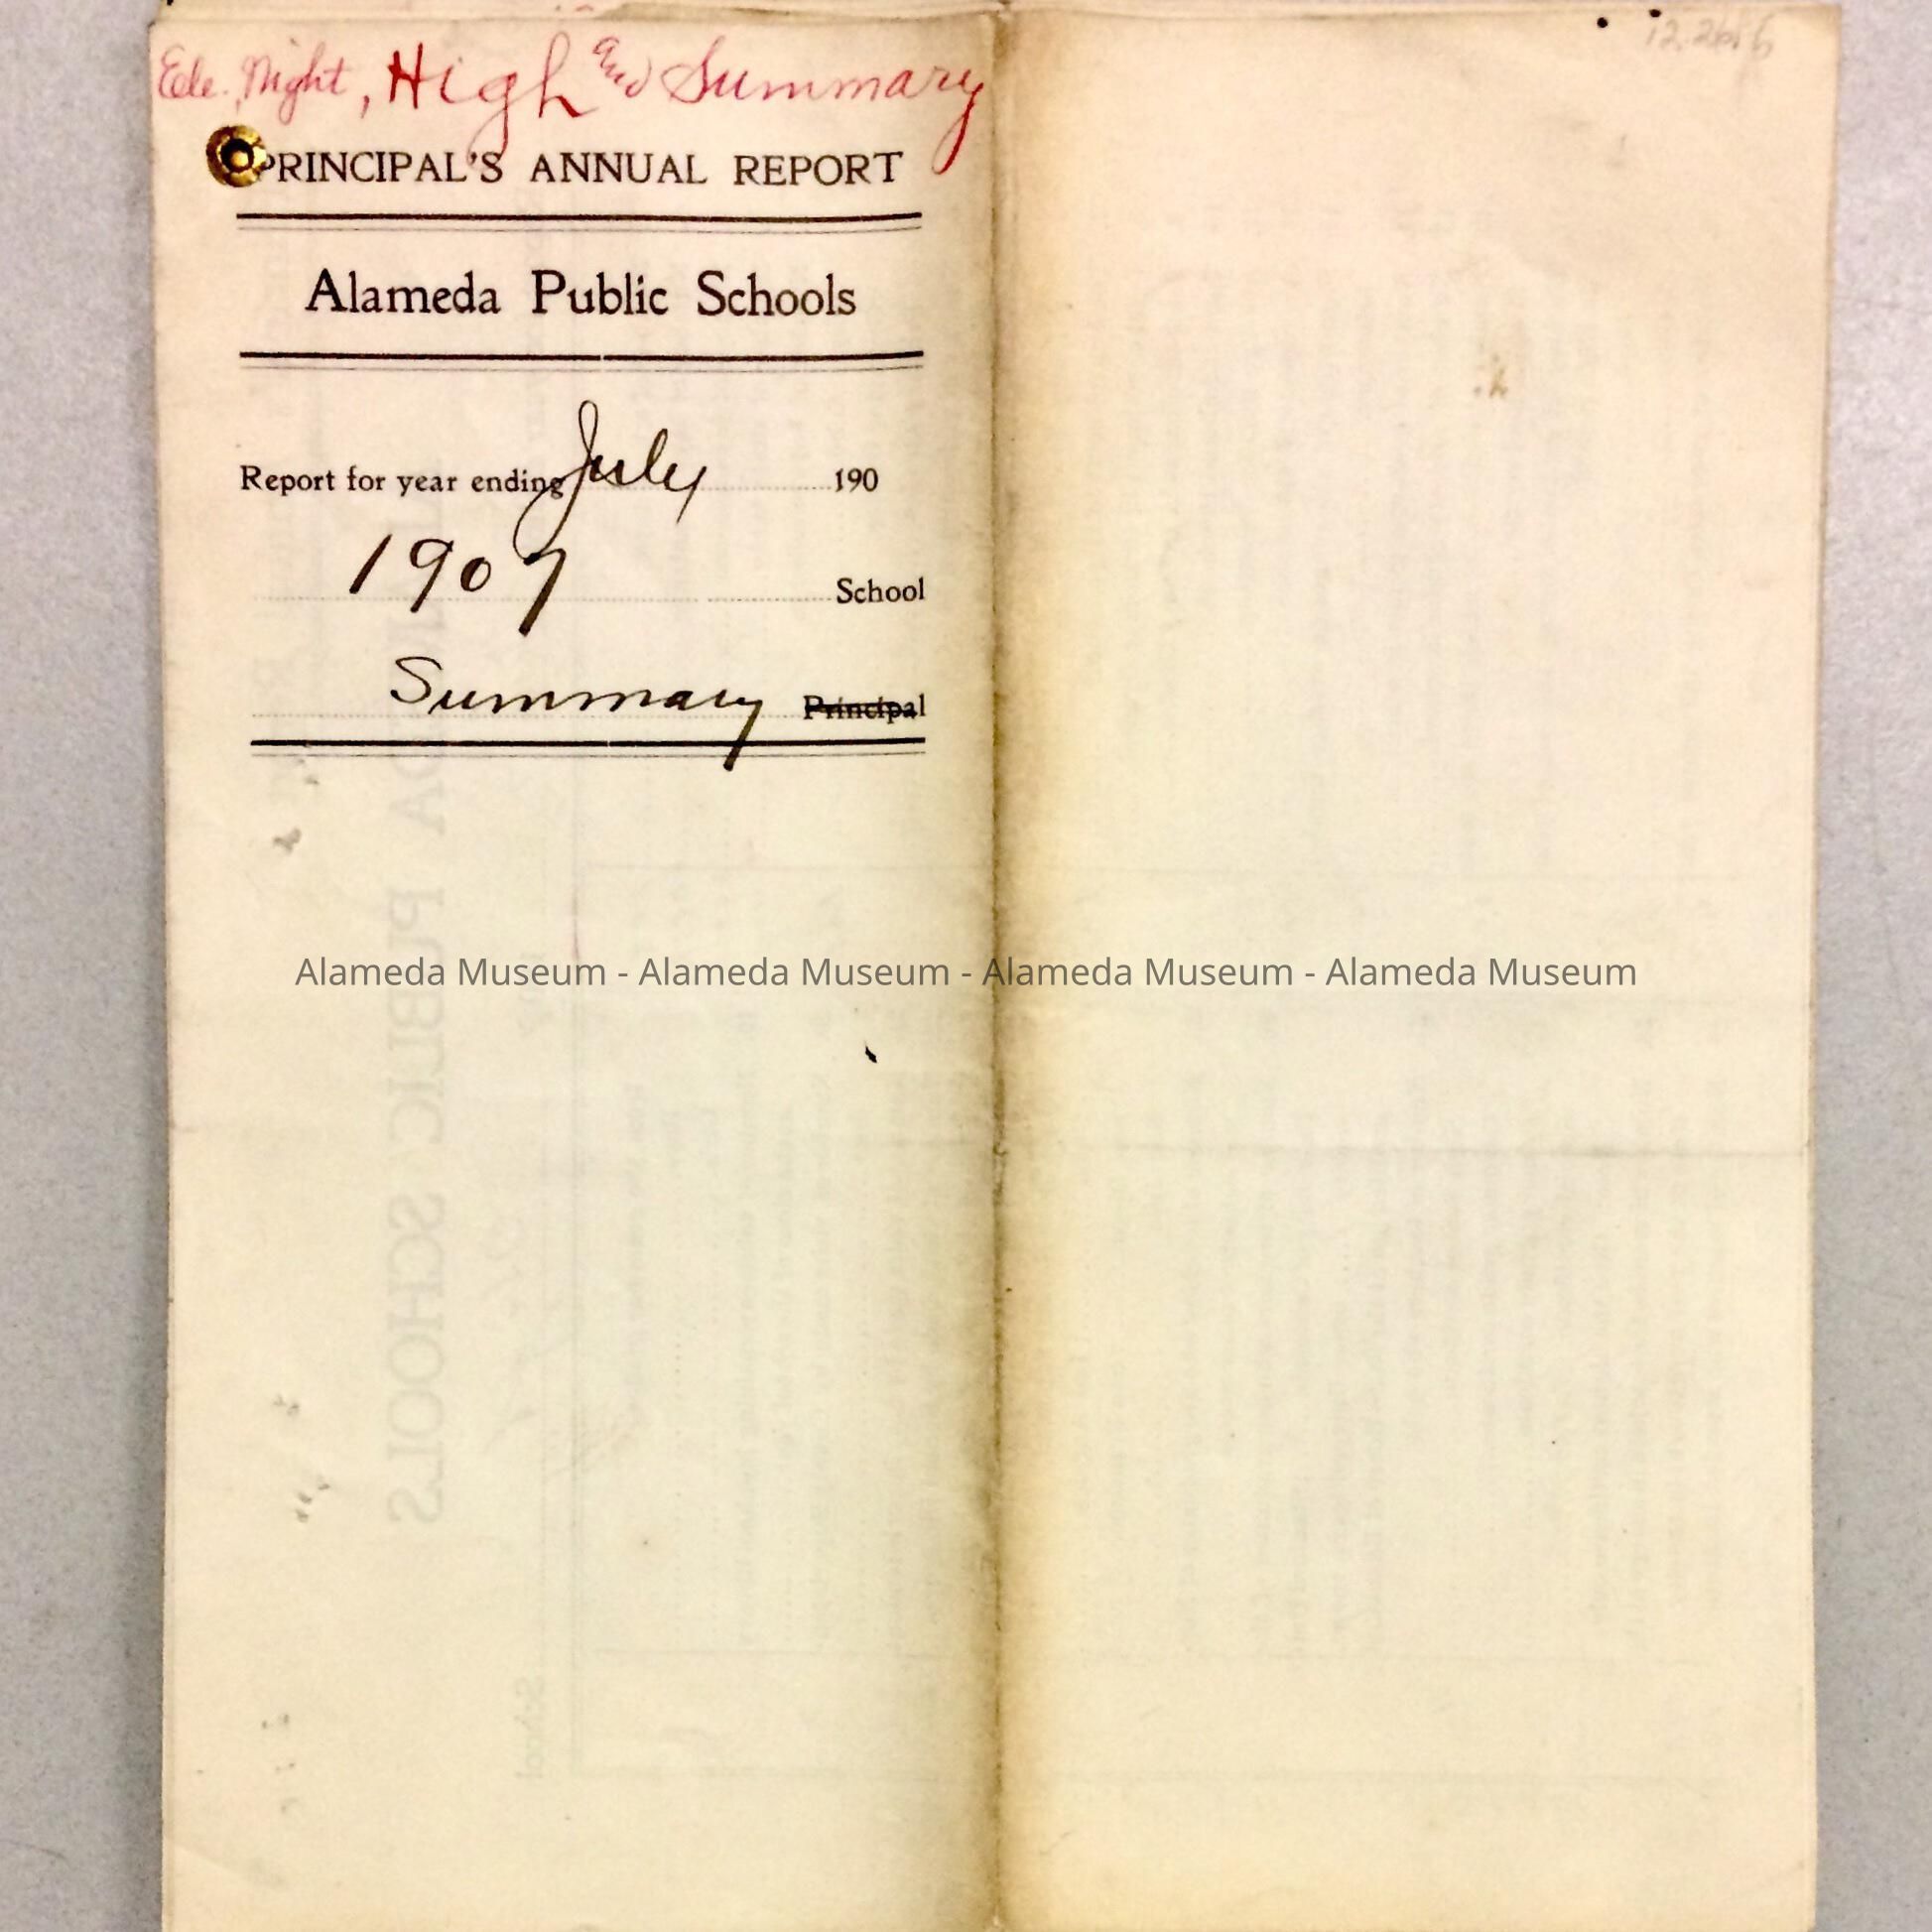 Ede. Night, High and Summary
PRINCIPAL'S ANNUAL REPORT
Alameda Public Schools
Report for year ending July 190
1907 School
Summary Principal
Alameda Museum - Alameda Museum - Alameda Museum - Alameda Museum